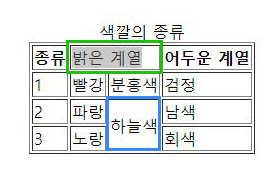 색깔의 종류
종류 밝은 계열 어두운 계열
1 빨강 분홍색 검정
2 파랑 하늘색 남색
3 노랑 회색